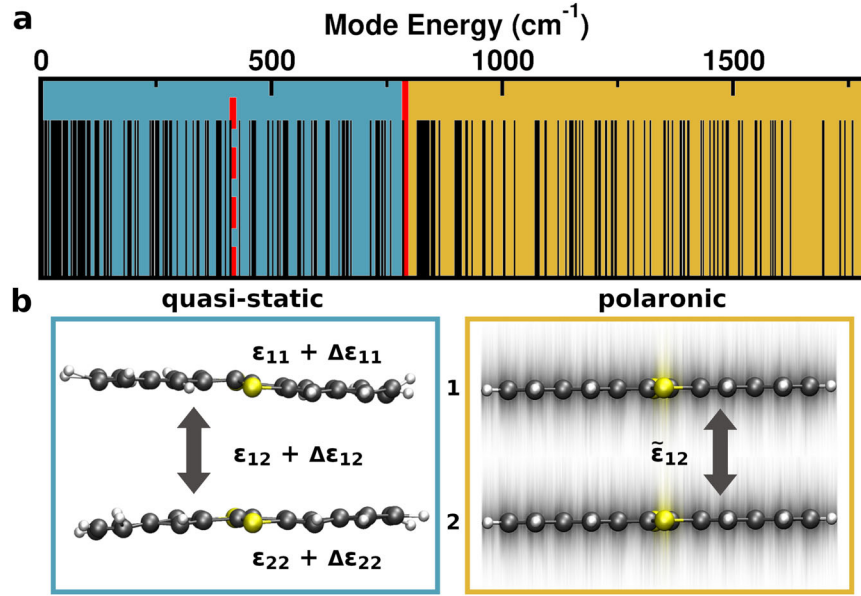 a
Mode Energy (cm⁻¹)
0 500 1000 1500
b quasi-static polaronic
ε₁₁ + Δε₁₁
1
ε₁₂ + Δε₁₂
ε̃₁₂
2
ε₂₂ + Δε₂₂